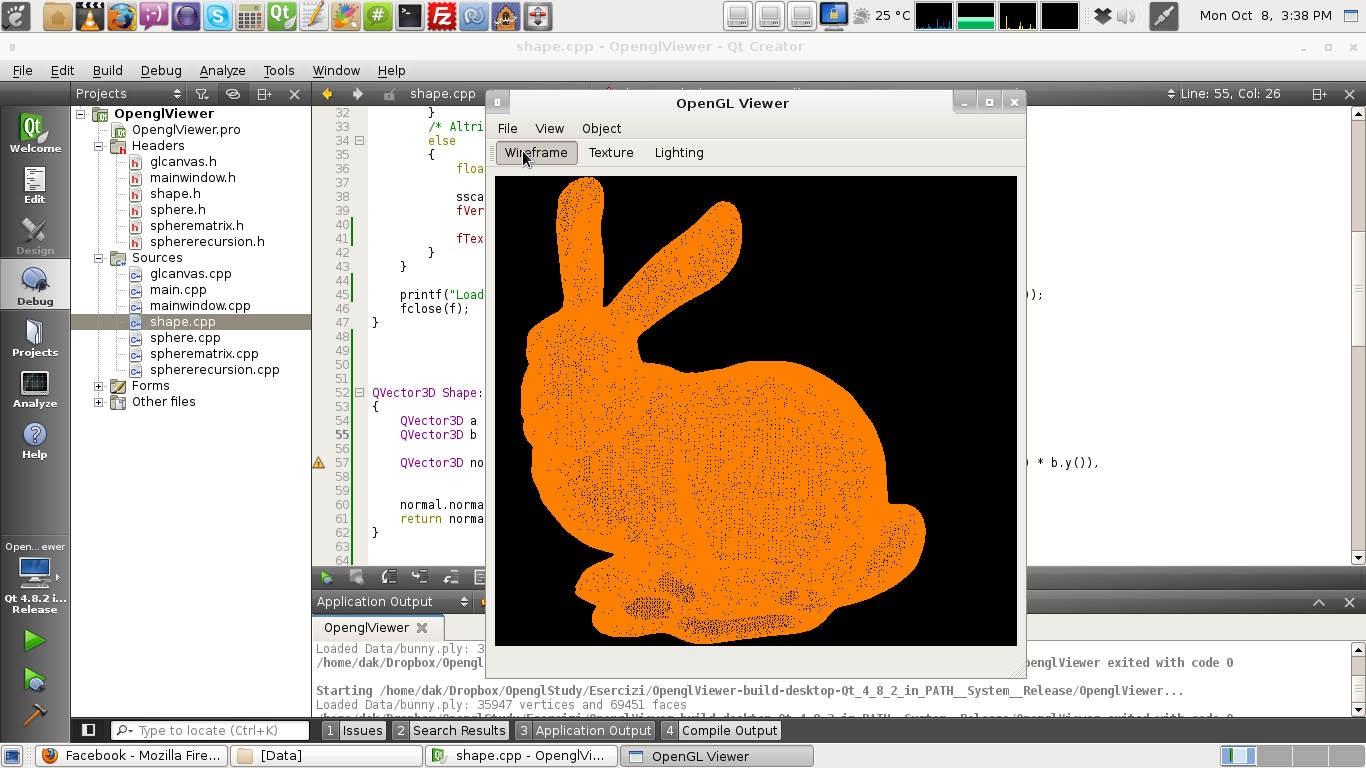 25 °C
Mon Oct 8, 3:38 PM
shape.cpp - OpenglViewer - Qt Creator
File Edit Build Debug Analyze Tools Window Help
Projects
shape.cpp
Line: 55, Col: 26
OpenglViewer
OpenglViewer.pro
Headers
glcanvas.h
mainwindow.h
shape.h
sphere.h
spherematrix.h
sphererecursion.h
Sources
glcanvas.cpp
main.cpp
mainwindow.cpp
shape.cpp
sphere.cpp
spherematrix.cpp
sphererecursion.cpp
Forms
Other files
Welcome
Edit
Design
Debug
Projects
Analyze
Help
Open...ewer
Qt 4.8.2 i...
Release
32 }
33 /* Altri
34 else
35 {
36 floa
37
38 sscar
39 fVer
40
41 fTex
42 }
43 }
44
45 printf("Load
));
46 fclose(f);
47 }
48
49
50
51
52 QVector3D Shape:
53 {
54 QVector3D a
55 QVector3D b
56
57 QVector3D no
) * b.y()),
58
59
60 normal.norma
61 return norma
62 }
63
64
OpenGL Viewer
File View Object
Wireframe Texture Lighting
Application Output
OpenglViewer
Loaded Data/bunny.ply: 3
/home/dak/Dropbox/Opengl
penglViewer exited with code 0
Starting /home/dak/Dropbox/OpenglStudy/Esercizi/OpenglViewer-build-desktop-Qt_4_8_2_in_PATH__System__Release/OpenglViewer...
Loaded Data/bunny.ply: 35947 vertices and 69451 faces
Type to locate (Ctrl+K)
1 Issues 2 Search Results 3 Application Output 4 Compile Output
Facebook - Mozilla Fire...
[Data]
shape.cpp - OpenglVi...
OpenGL Viewer